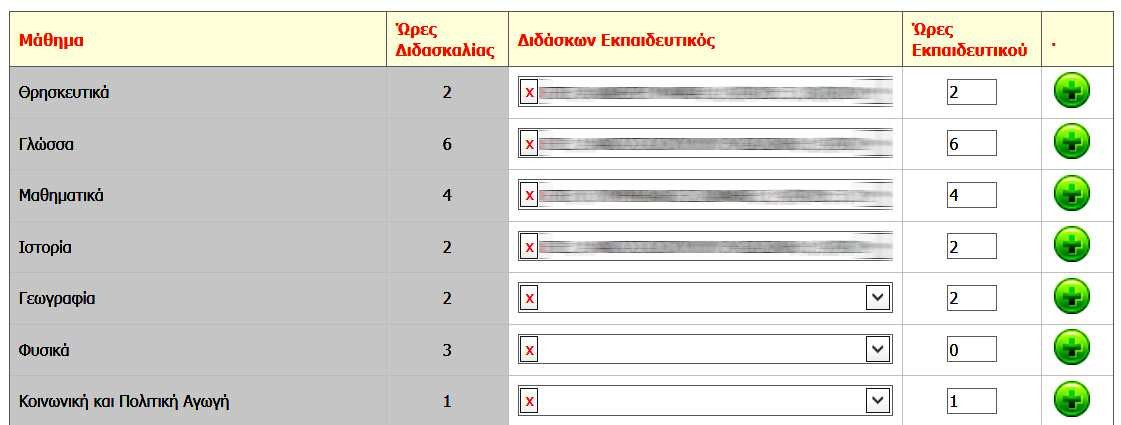 Μάθημα
Ώρες Διδασκαλίας
Διδάσκων Εκπαιδευτικός
Ώρες Εκπαιδευτικού
.
Θρησκευτικά 2 x 2
Γλώσσα 6 x 6
Μαθηματικά 4 x 4
Ιστορία 2 x 2
Γεωγραφία 2 x 2
Φυσικά 3 x 0
Κοινωνική και Πολιτική Αγωγή 1 x 1